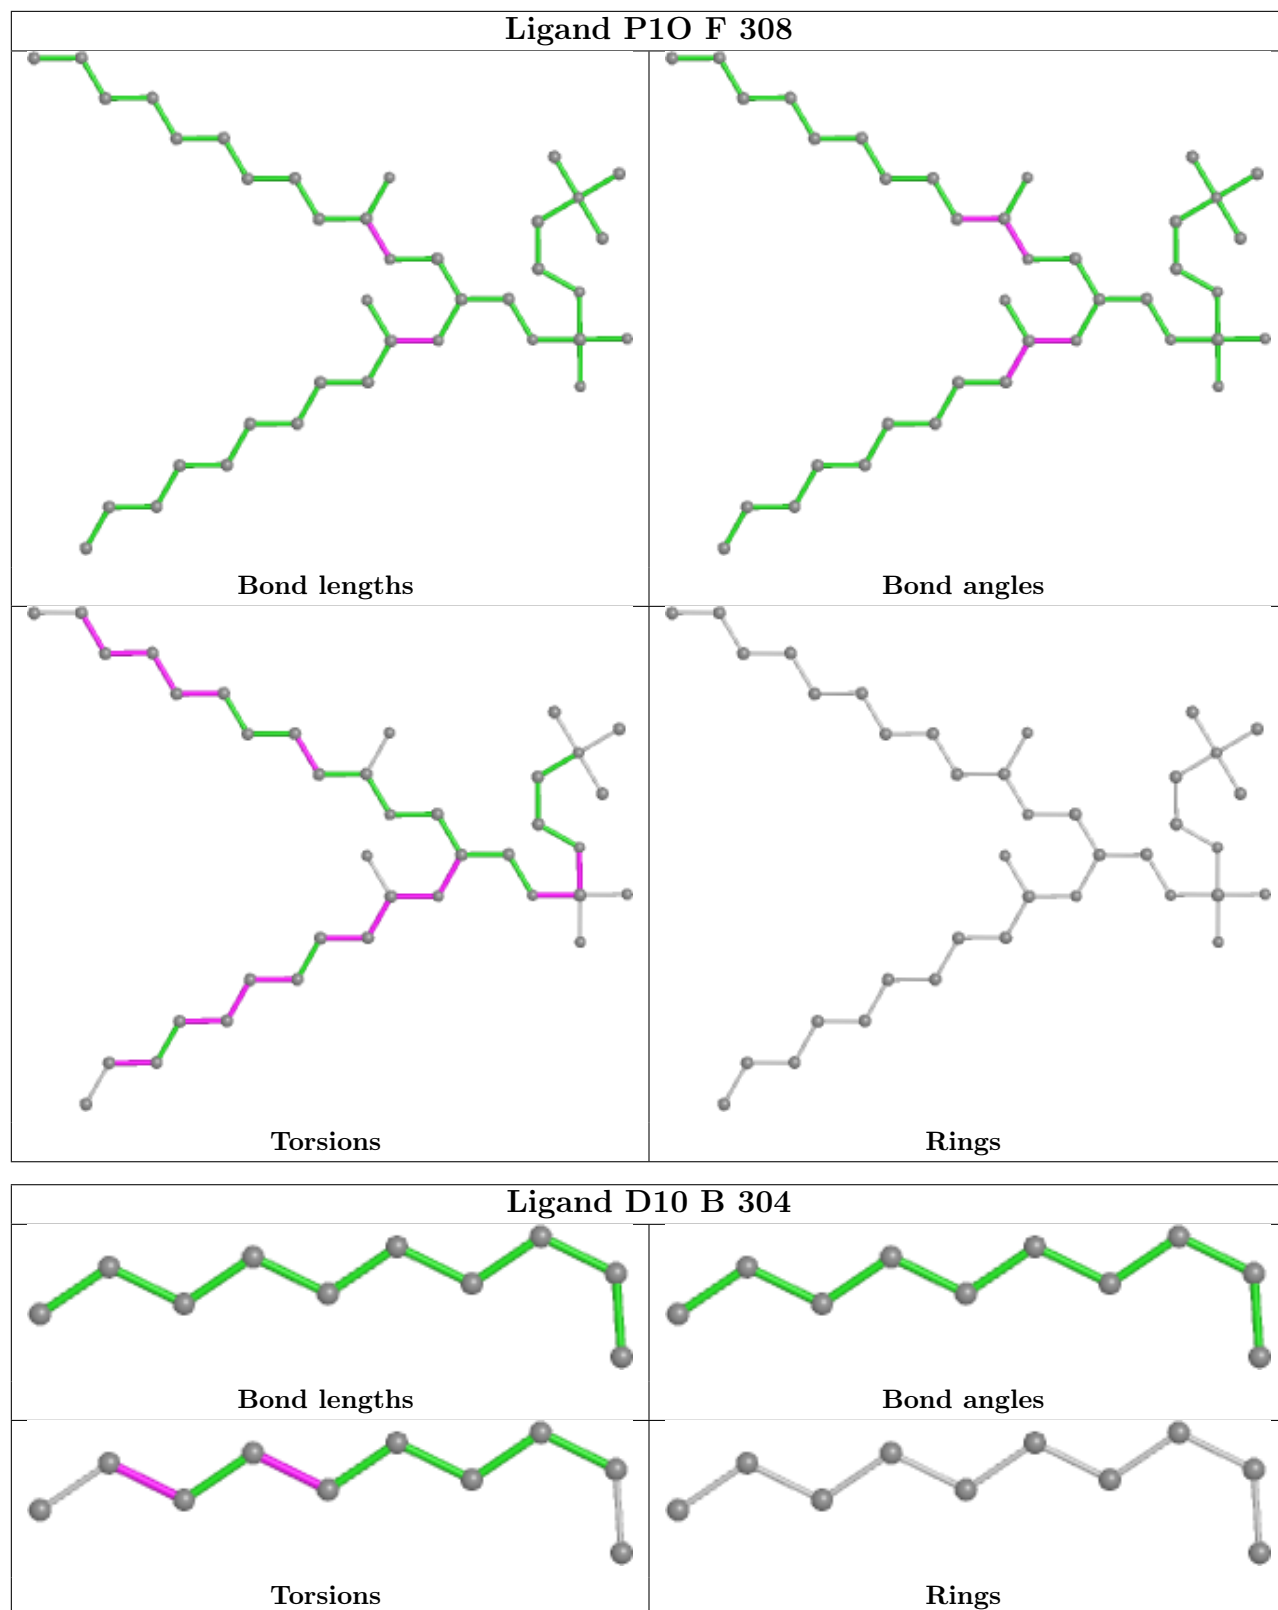 Ligand P1O F 308
Bond lengths
Bond angles
Torsions
Rings
Ligand D10 B 304
Bond lengths
Bond angles
Torsions
Rings